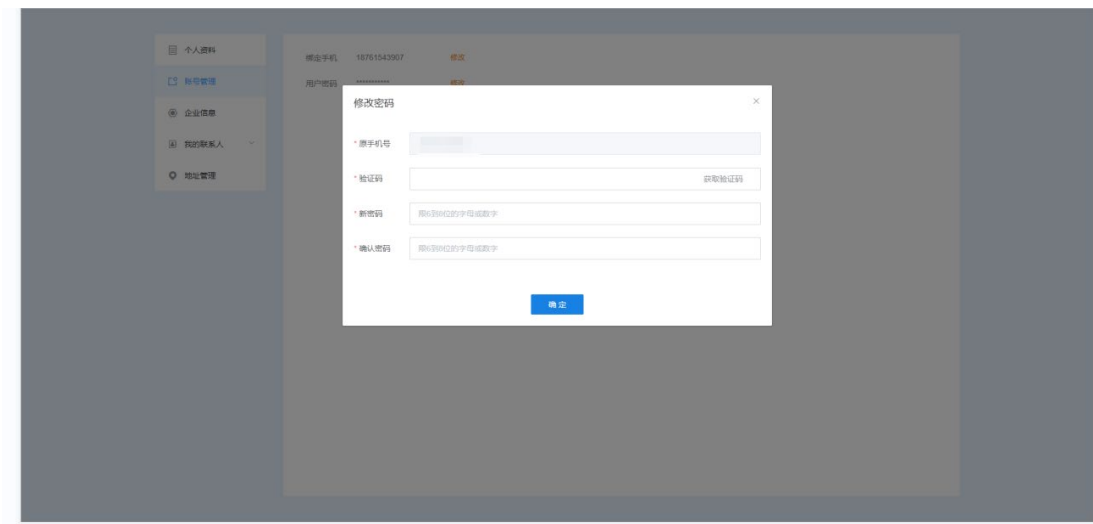 个人资料
账号管理
企业信息
我的联系人
地址管理
绑定手机 18761543907 修改
用户密码 *********** 修改
修改密码 ×
* 原手机号
* 验证码 获取验证码
* 新密码
* 确认密码
确 定